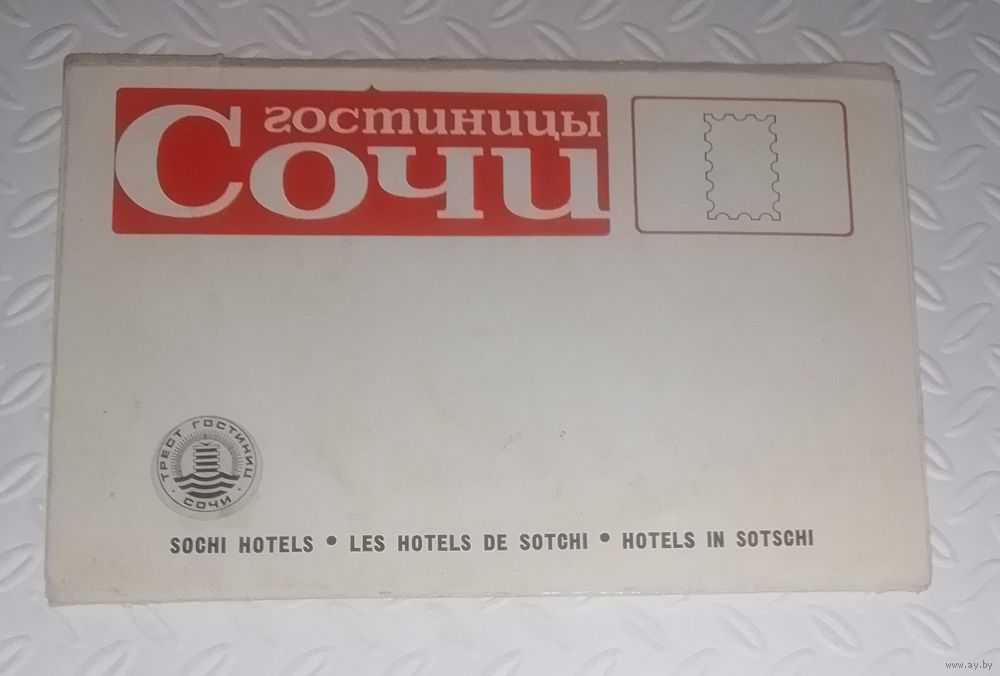 гостиницы
Сочи
ТРЕСТ ГОСТИНИЦ
· СОЧИ ·
SOCHI HOTELS • LES HOTELS DE SOTCHI • HOTELS IN SOTSCHI
www.ay.by